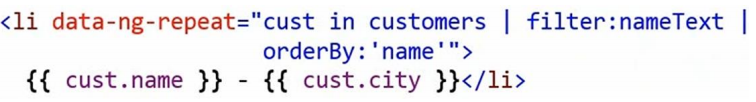 <li data-ng-repeat="cust in customers | filter:nameText |
orderBy:'name'">
{{ cust.name }} - {{ cust.city }}</li>